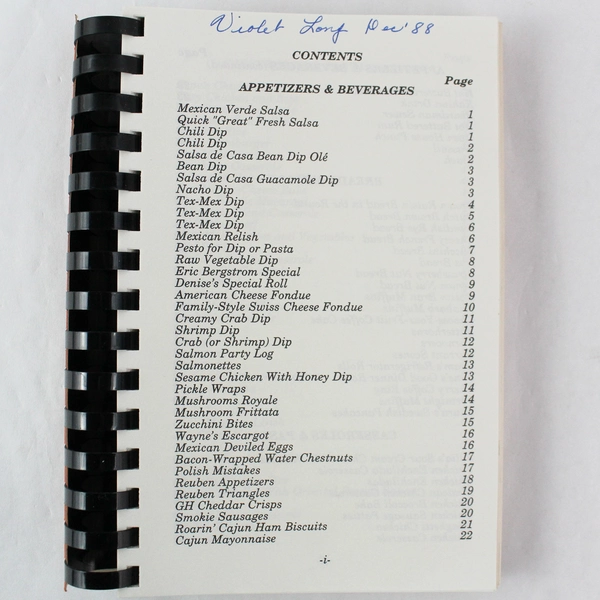 Violet Long Dec '88
CONTENTS
Page
APPETIZERS & BEVERAGES
Mexican Verde Salsa 1
Quick "Great" Fresh Salsa 1
Chili Dip 1
Chili Dip 2
Salsa de Casa Bean Dip Olé 2
Bean Dip 3
Salsa de Casa Guacamole Dip 3
Nacho Dip 3
Tex-Mex Dip 4
Tex-Mex Dip 5
Tex-Mex Dip 6
Mexican Relish 6
Pesto for Dip or Pasta 7
Raw Vegetable Dip 8
Eric Bergstrom Special 8
Denise's Special Roll 9
American Cheese Fondue 9
Family-Style Swiss Cheese Fondue 10
Creamy Crab Dip 11
Shrimp Dip 11
Crab (or Shrimp) Dip 12
Salmon Party Log 12
Salmonettes 13
Sesame Chicken With Honey Dip 13
Pickle Wraps 14
Mushrooms Royale 14
Mushroom Frittata 15
Zucchini Bites 15
Wayne's Escargot 16
Mexican Deviled Eggs 16
Bacon-Wrapped Water Chestnuts 17
Polish Mistakes 17
Reuben Appetizers 18
Reuben Triangles 19
GH Cheddar Crisps 20
Smokie Sausages 20
Roarin' Cajun Ham Biscuits 21
Cajun Mayonnaise 22
-i-